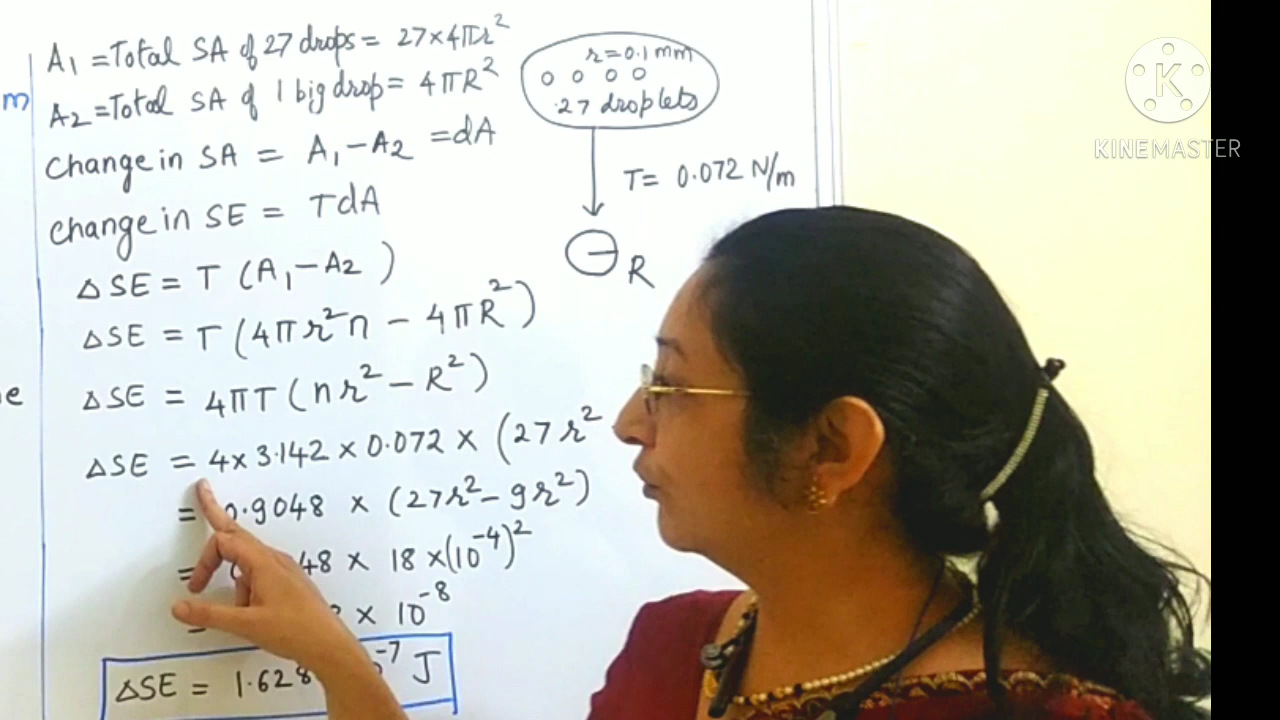 A₁ = Total SA of 27 drops = 27×4πr²
A₂ = Total SA of 1 big drop = 4πR²
Change in SA = A₁ – A₂ = dA
Change in SE = TdA
ΔSE = T (A₁ – A₂ )
ΔSE = T (4πr²n – 4πR²)
ΔSE = 4πT (nr² – R²)
ΔSE = 4 × 3.142 × 0.072 × (27r²
= 0.9048 × (27r² – 9r²)
= 48 × 18 × (10⁻⁴)²
= × 10⁻⁸
ΔSE = 1.628 ⁻⁷ J
r = 0.1 mm
27 droplets
T = 0.072 N/m
R
m
e
K
KINEMASTER